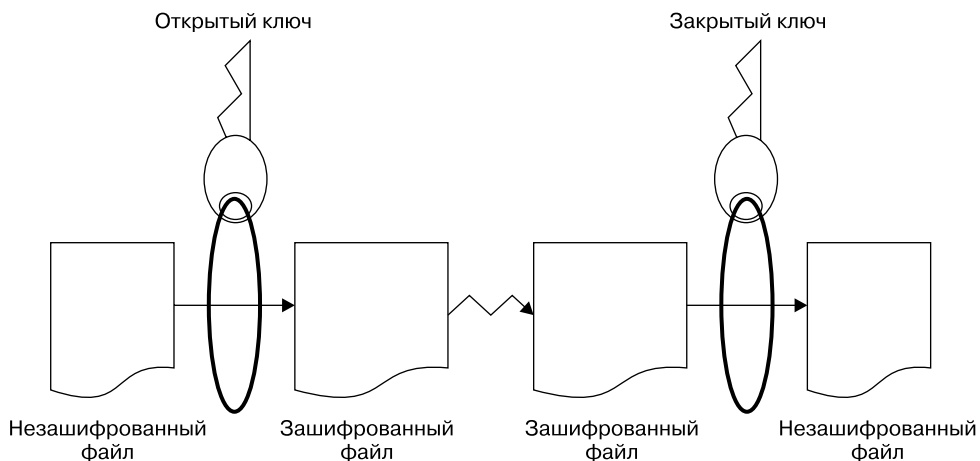 Открытый ключ
Закрытый ключ
Незашифрованный
файл
Зашифрованный
файл
Зашифрованный
файл
Незашифрованный
файл